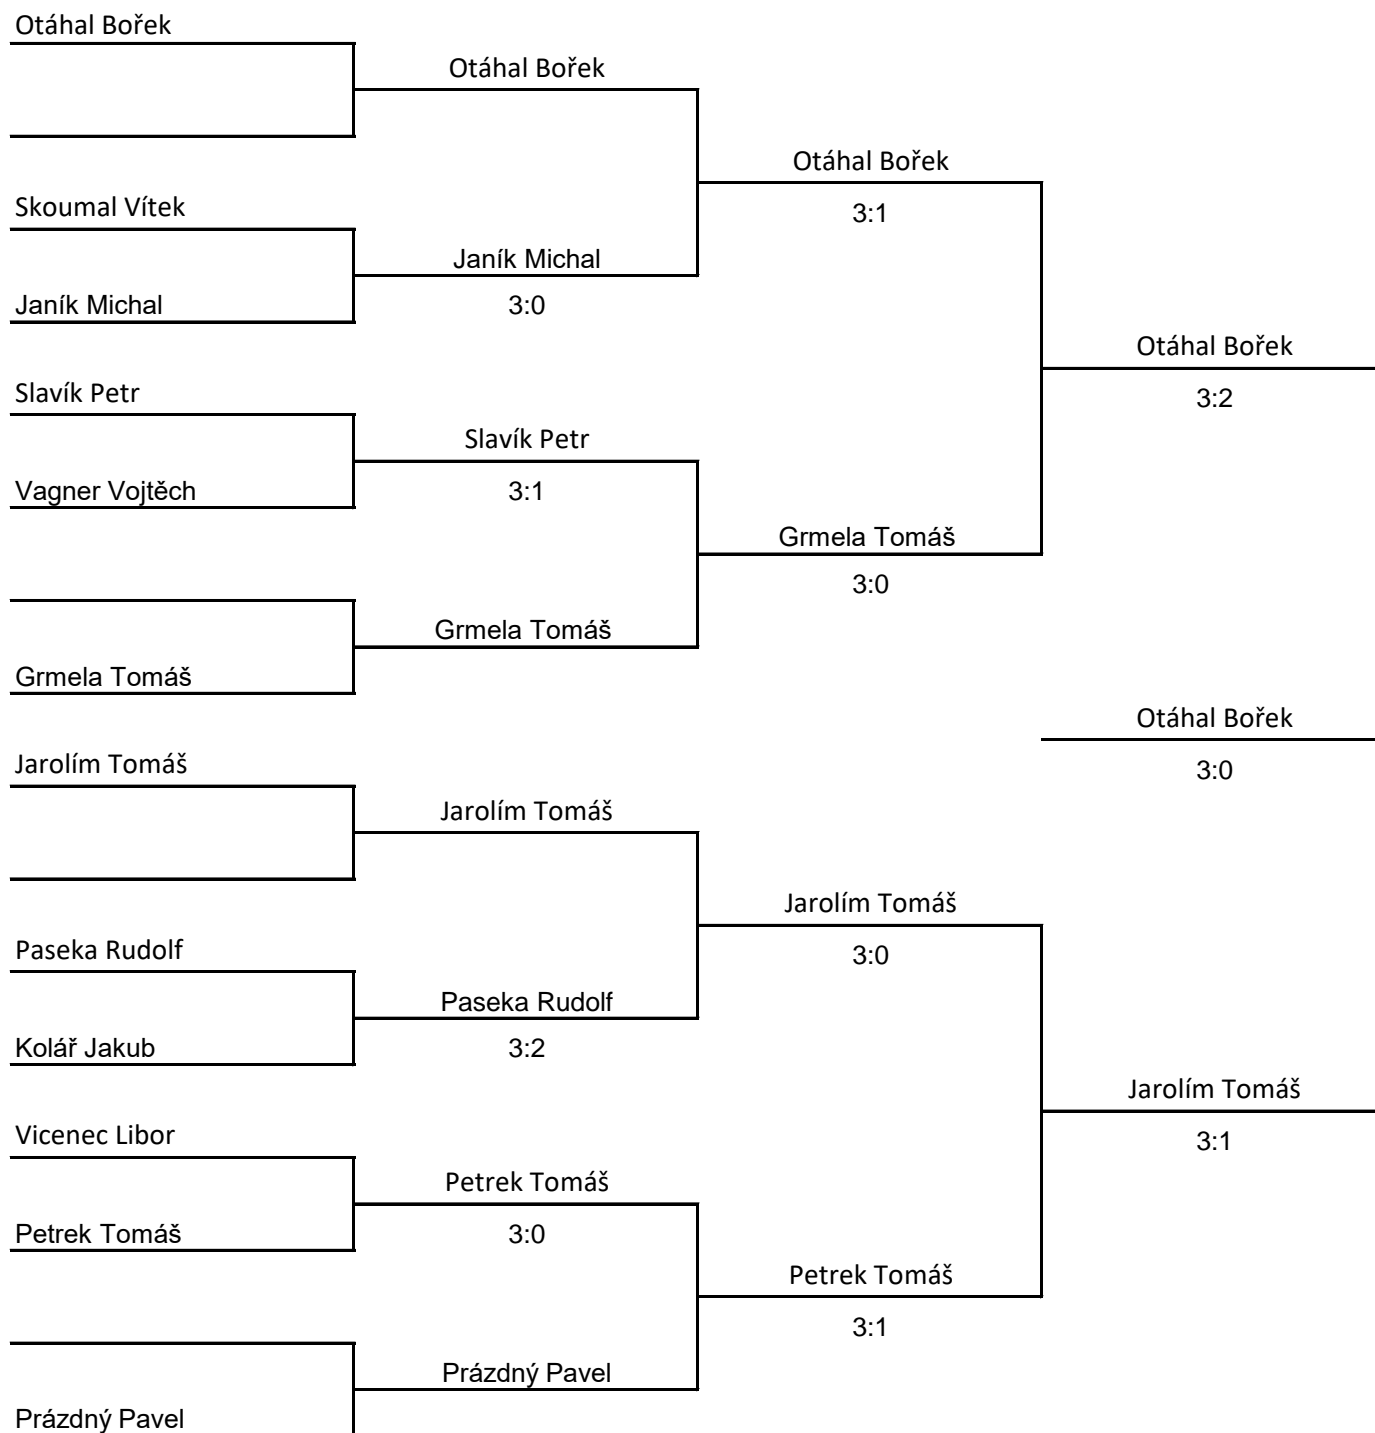 Otáhal Bořek
Otáhal Bořek
Otáhal Bořek
Skoumal Vítek
3:1
Janík Michal
Janík Michal
3:0
Otáhal Bořek
Slavík Petr
3:2
Slavík Petr
Vagner Vojtěch
3:1
Grmela Tomáš
3:0
Grmela Tomáš
Grmela Tomáš
Otáhal Bořek
Jarolím Tomáš
3:0
Jarolím Tomáš
Jarolím Tomáš
Paseka Rudolf
3:0
Paseka Rudolf
Kolář Jakub
3:2
Jarolím Tomáš
Vicenec Libor
3:1
Petrek Tomáš
Petrek Tomáš
3:0
Petrek Tomáš
3:1
Prázdný Pavel
Prázdný Pavel